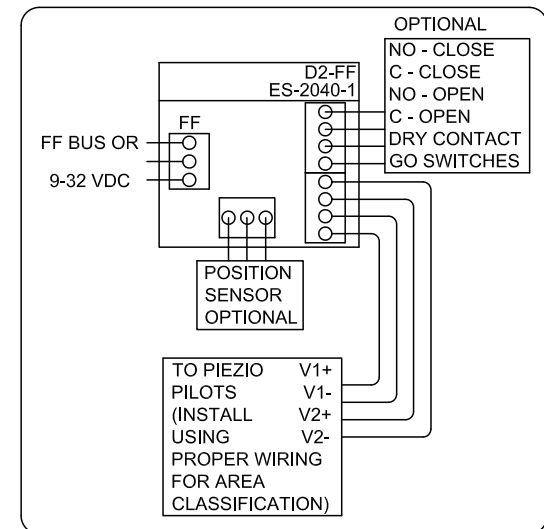 OPTIONAL
NO - CLOSE
C - CLOSE
NO - OPEN
C - OPEN
DRY CONTACT
GO SWITCHES
D2-FF
ES-2040-1
FF
FF BUS OR
9-32 VDC
POSITION
SENSOR
OPTIONAL
TO PIEZIO V1+
PILOTS V1-
(INSTALL V2+
USING V2-
PROPER WIRING
FOR AREA
CLASSIFICATION)